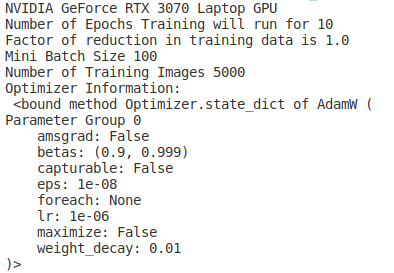 NVIDIA GeForce RTX 3070 Laptop GPU
Number of Epochs Training will run for 10
Factor of reduction in training data is 1.0
Mini Batch Size 100
Number of Training Images 5000
Optimizer Information:
 <bound method Optimizer.state_dict of AdamW (
Parameter Group 0
    amsgrad: False
    betas: (0.9, 0.999)
    capturable: False
    eps: 1e-08
    foreach: None
    lr: 1e-06
    maximize: False
    weight_decay: 0.01
)>